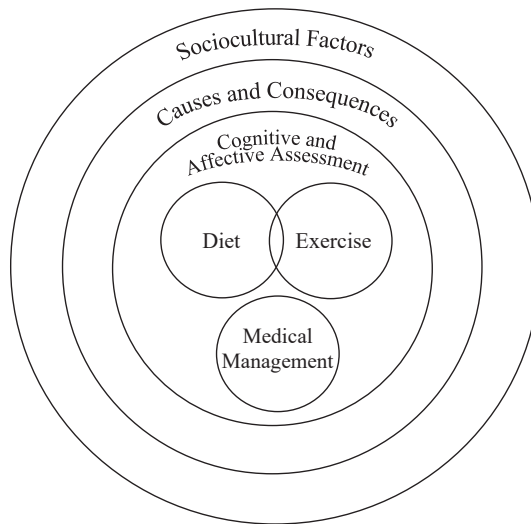 Sociocultural Factors
Causes and Consequences
Cognitive and
Affective Assessment
Diet
Exercise
Medical
Management